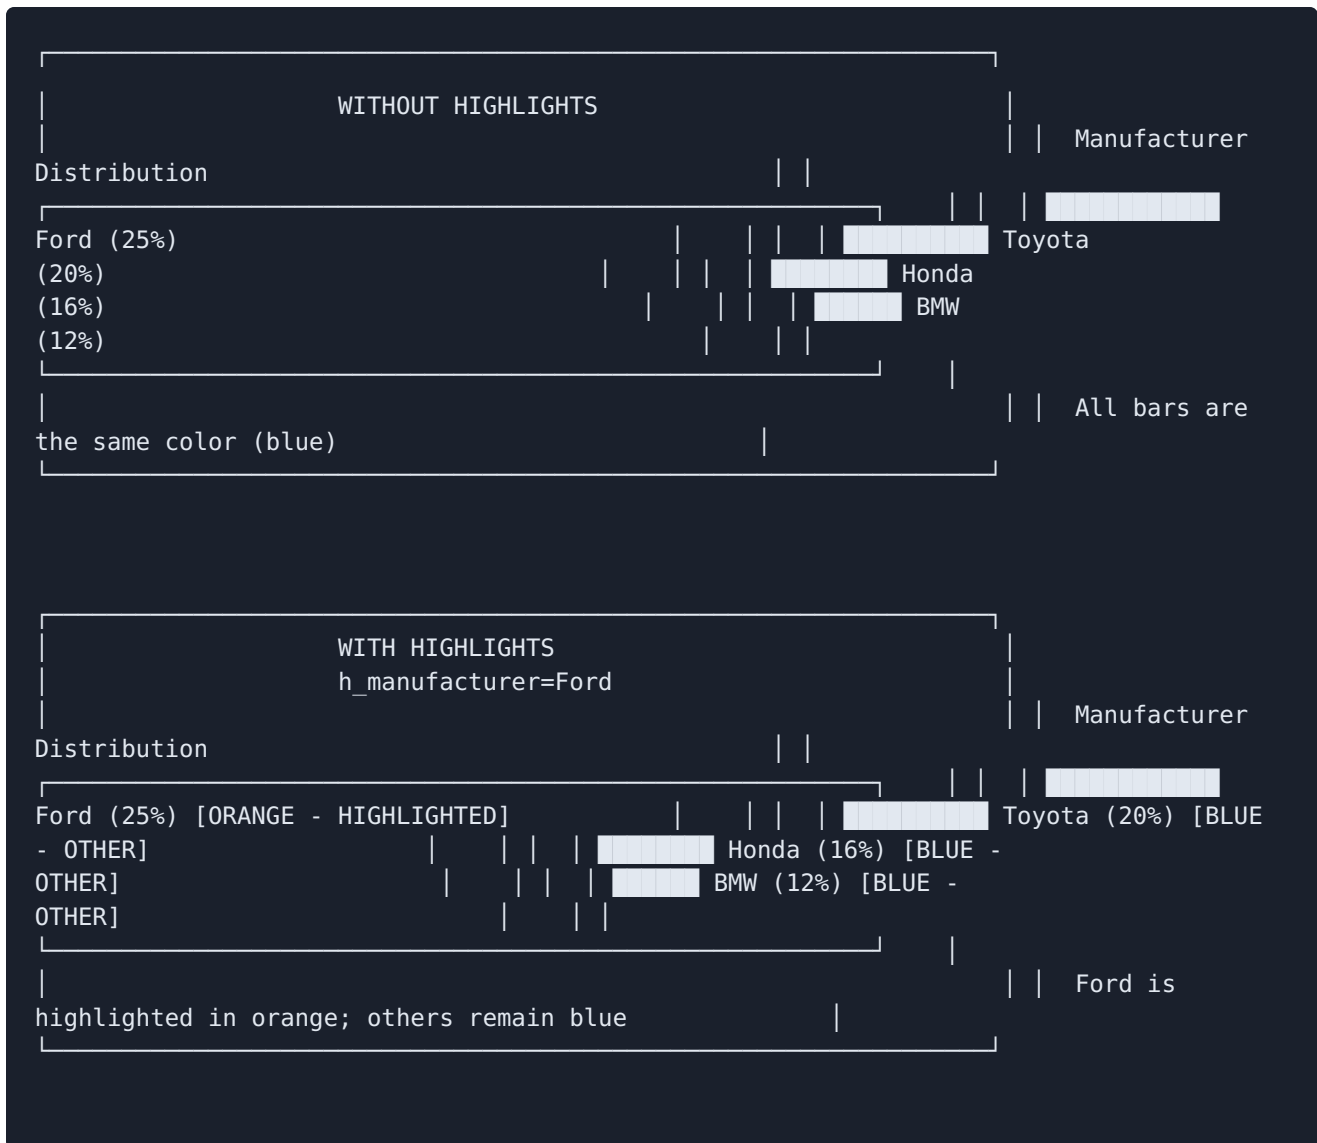 WITHOUT HIGHLIGHTS
Manufacturer
Distribution
Ford (25%) Toyota
(20%) Honda
(16%) BMW
(12%)
All bars are
the same color (blue)
WITH HIGHLIGHTS
h_manufacturer=Ford
Manufacturer
Distribution
Ford (25%) [ORANGE - HIGHLIGHTED] Toyota (20%) [BLUE
- OTHER] Honda (16%) [BLUE -
OTHER] BMW (12%) [BLUE -
OTHER]
Ford is
highlighted in orange; others remain blue